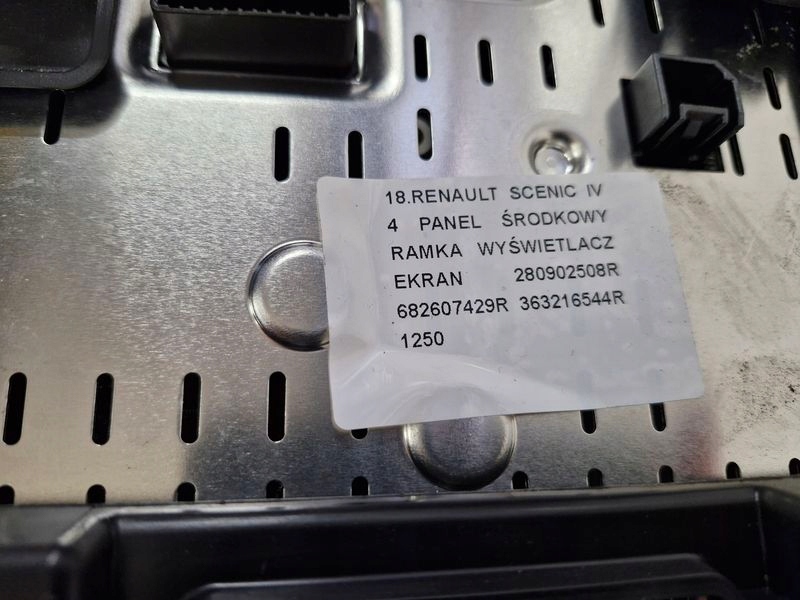 18.RENAULT SCENIC IV
4 PANEL ŚRODKOWY
RAMKA WYŚWIETLACZ
EKRAN 280902508R
682607429R 363216544R
1250